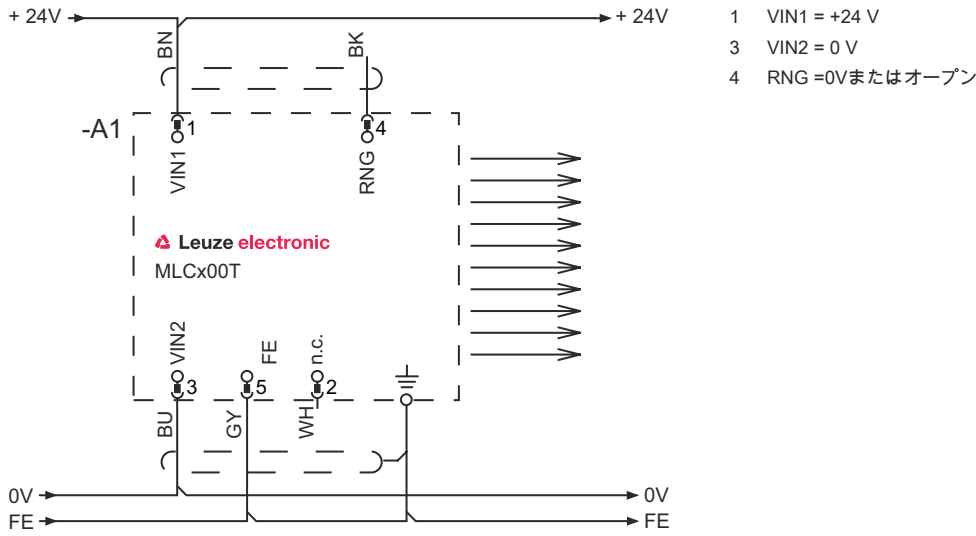 + 24V
+ 24V
BN
BK
-A1
1
4
VIN1
RNG
Leuze electronic
MLCx00T
VIN2
FE
n.c.
3
5
2
BU
GY
WH
0V
0V
FE
FE
1 VIN1 = +24 V
3 VIN2 = 0 V
4 RNG =0Vまたはオープン